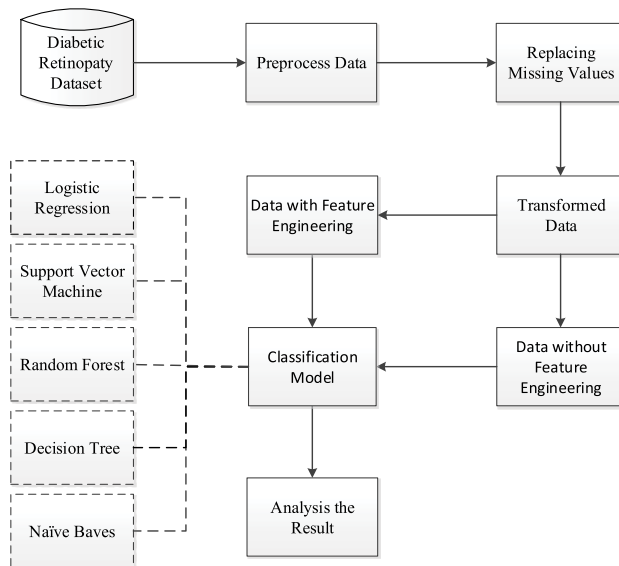 Diabetic
Retinopaty
Dataset
Preprocess Data
Replacing
Missing Values
Logistic
Regression
Data with Feature
Engineering
Transformed
Data
Support Vector
Machine
Random Forest
Classification
Model
Data without
Feature
Engineering
Decision Tree
Analysis the
Result
Naïve Baves